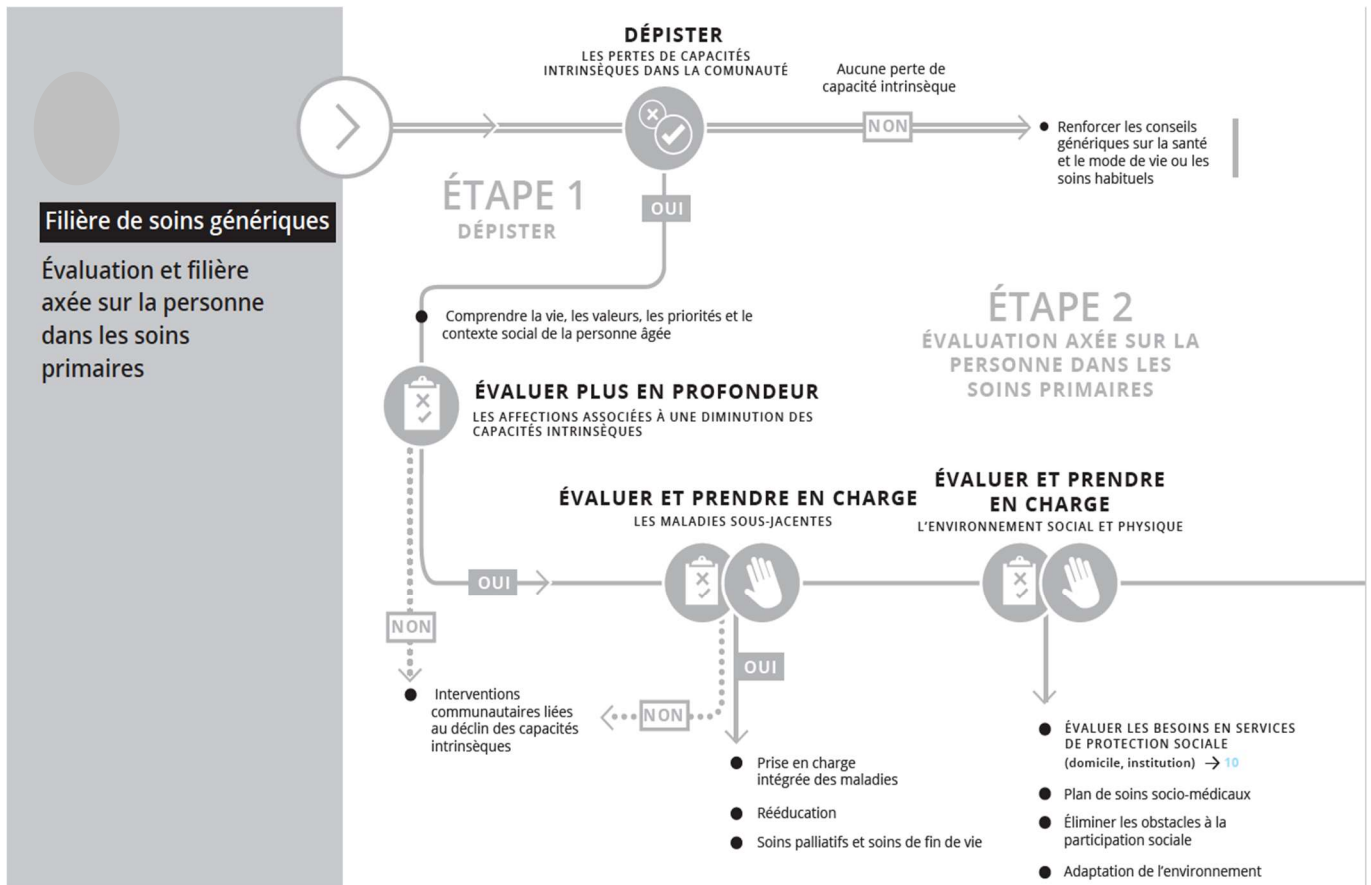 Filière de soins génériques
Évaluation et filière
axée sur la personne
dans les soins
primaires
DÉPISTER
LES PERTES DE CAPACITÉS
INTRINSÈQUES DANS LA COMUNAUTÉ
Aucune perte de
capacité intrinsèque
NON
Renforcer les conseils
génériques sur la santé
et le mode de vie ou les
soins habituels
ÉTAPE 1
DÉPISTER
OUI
Comprendre la vie, les valeurs, les priorités et le
contexte social de la personne âgée
ÉTAPE 2
ÉVALUATION AXÉE SUR LA
PERSONNE DANS LES
SOINS PRIMAIRES
ÉVALUER PLUS EN PROFONDEUR
LES AFFECTIONS ASSOCIÉES À UNE DIMINUTION DES
CAPACITÉS INTRINSÈQUES
ÉVALUER ET PRENDRE EN CHARGE
LES MALADIES SOUS-JACENTES
ÉVALUER ET PRENDRE
EN CHARGE
L'ENVIRONNEMENT SOCIAL ET PHYSIQUE
OUI
NON
Interventions
communautaires liées
au déclin des capacités
intrinsèques
NON
OUI
Prise en charge
intégrée des maladies
Rééducation
Soins palliatifs et soins de fin de vie
ÉVALUER LES BESOINS EN SERVICES
DE PROTECTION SOCIALE
(domicile, institution) → 10
Plan de soins socio-médicaux
Éliminer les obstacles à la
participation sociale
Adaptation de l'environnement